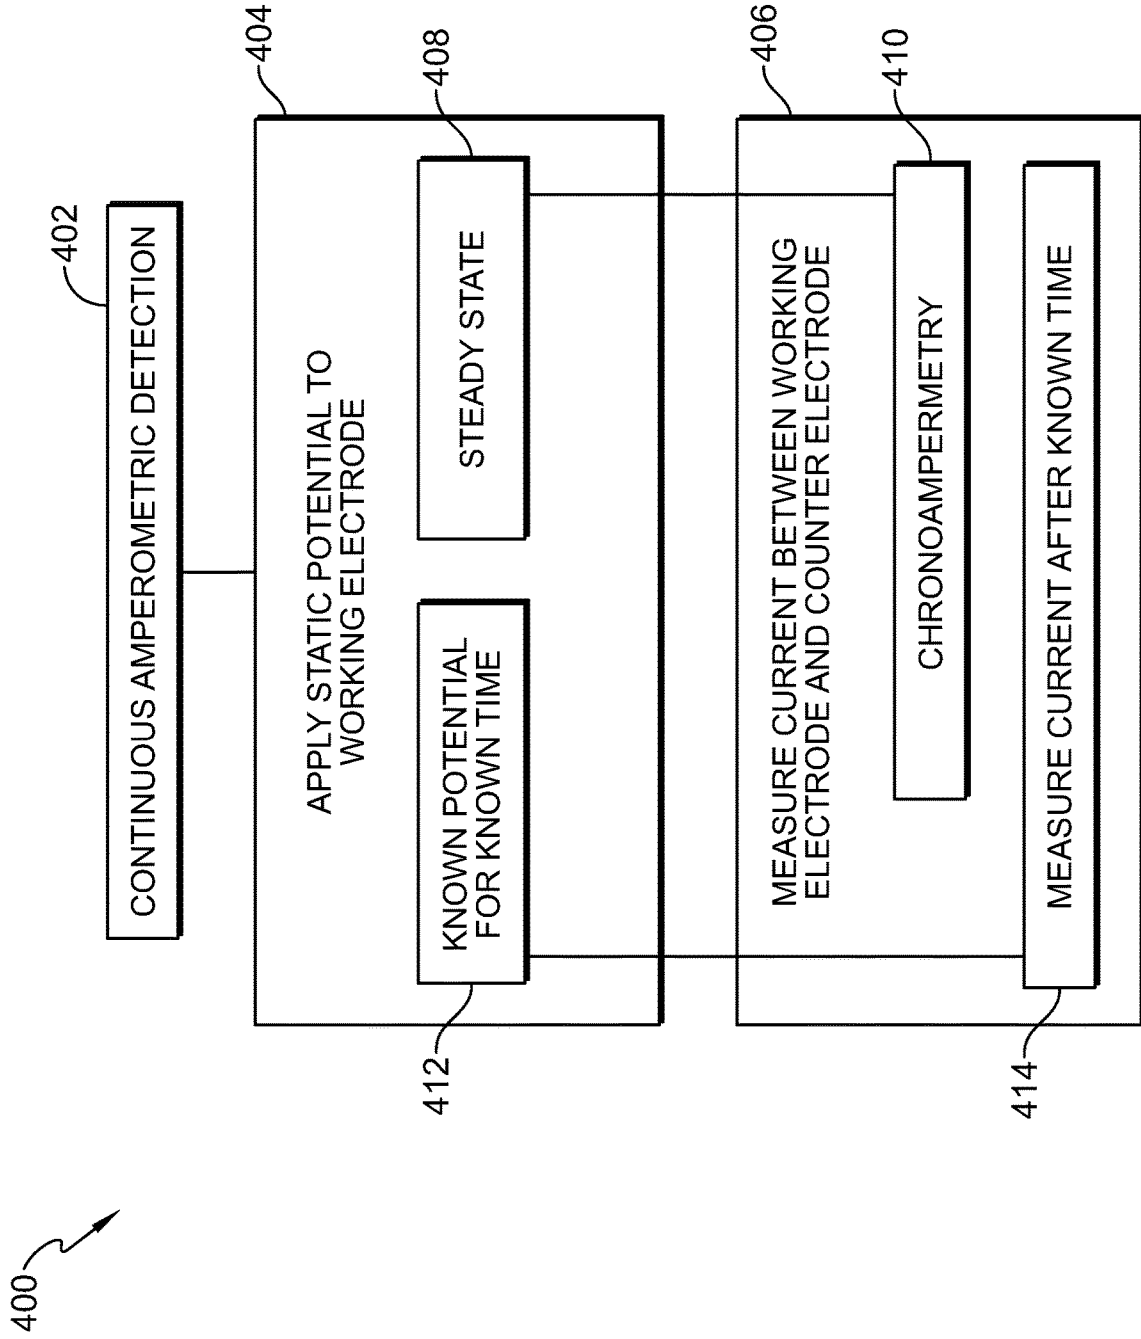 400
402
CONTINUOUS AMPEROMETRIC DETECTION
404
APPLY STATIC POTENTIAL TO
WORKING ELECTRODE
412
KNOWN POTENTIAL
FOR KNOWN TIME
408
STEADY STATE
406
MEASURE CURRENT BETWEEN WORKING
ELECTRODE AND COUNTER ELECTRODE
410
CHRONOAMPERMETRY
414
MEASURE CURRENT AFTER KNOWN TIME